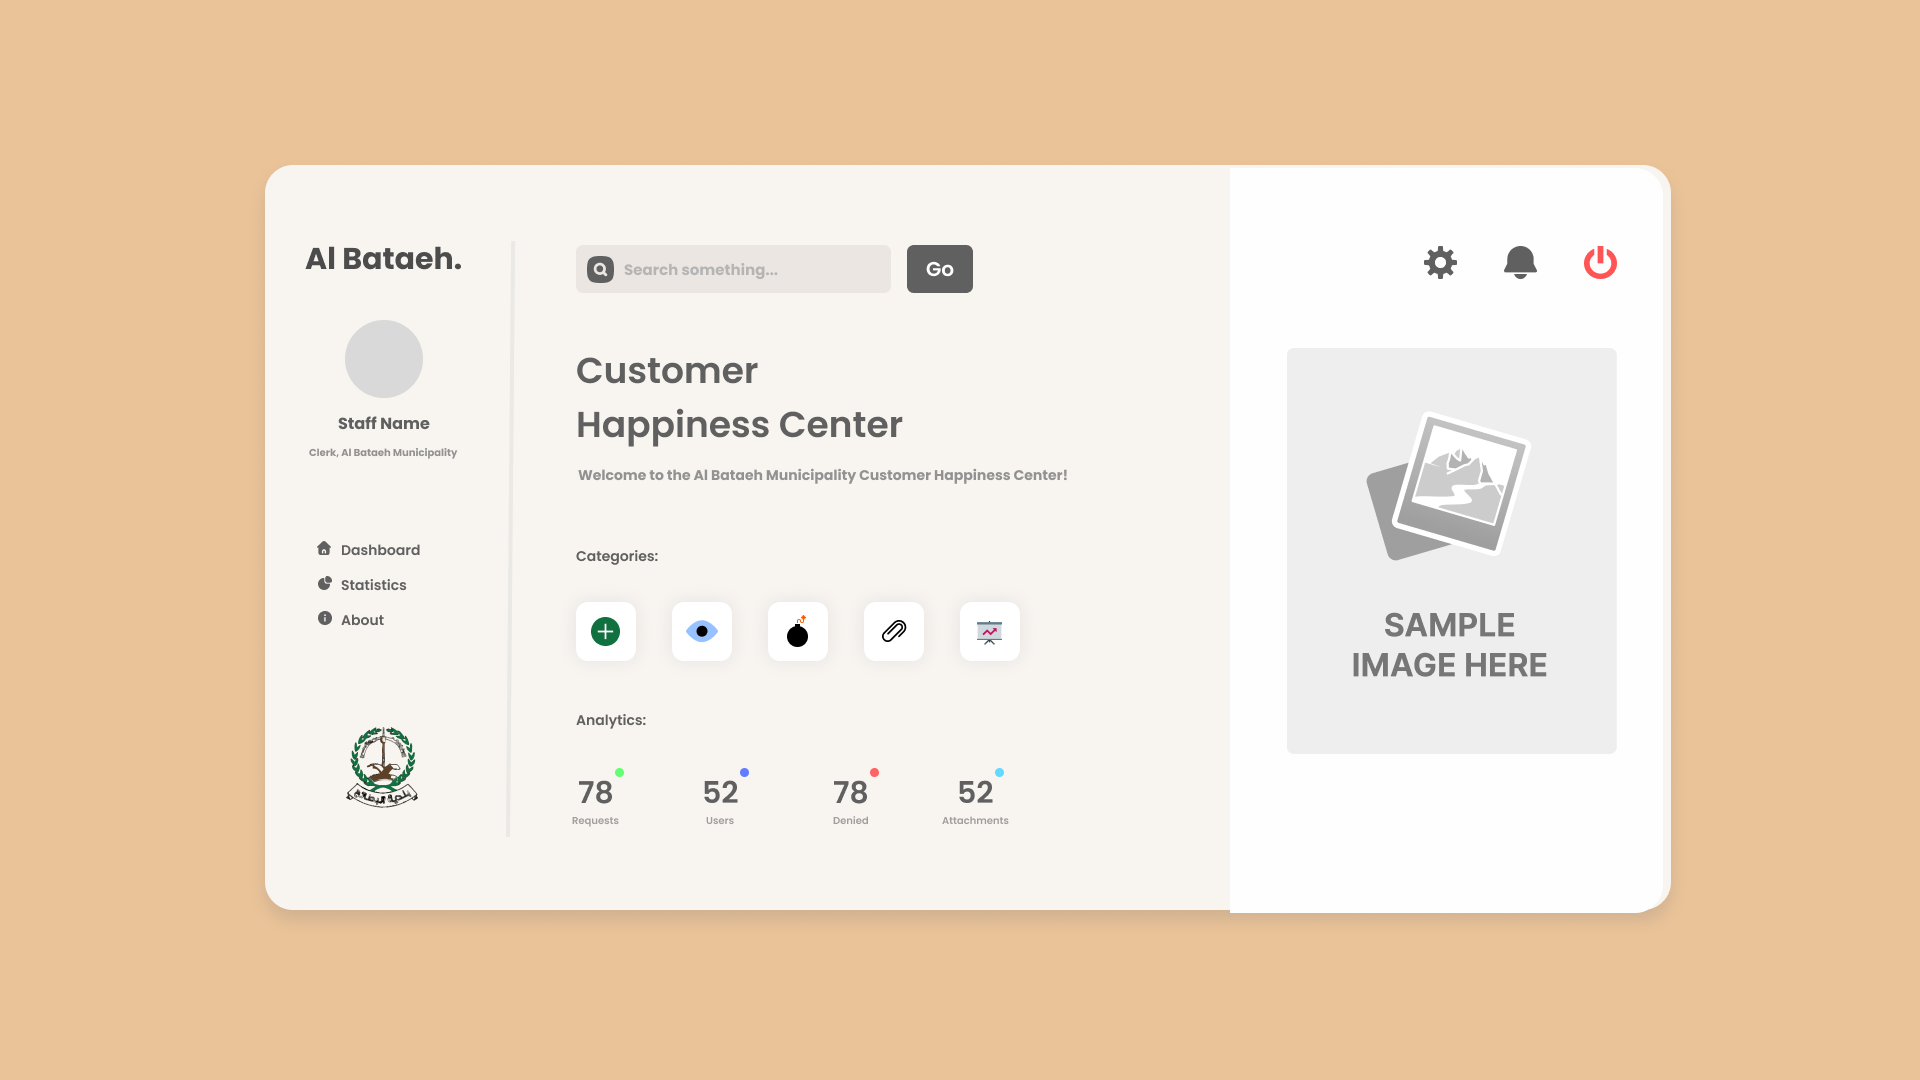 Al Bataeh.
Staff Name
Clerk, Al Bataeh Municipality
Dashboard
Statistics
About
Search something...
Go
Customer
Happiness Center
Welcome to the Al Bataeh Municipality Customer Happiness Center!
Categories:
Analytics:
78
Requests
52
Users
78
Denied
52
Attachments
SAMPLE
IMAGE HERE